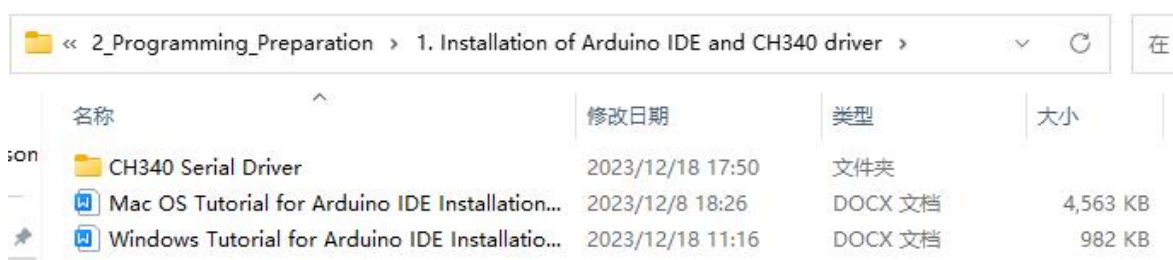 « 2_Programming_Preparation › 1. Installation of Arduino IDE and CH340 driver › 在
名称 修改日期 类型 大小
son
CH340 Serial Driver 2023/12/18 17:50 文件夹
Mac OS Tutorial for Arduino IDE Installation... 2023/12/8 18:26 DOCX 文档 4,563 KB
Windows Tutorial for Arduino IDE Installatio... 2023/12/18 11:16 DOCX 文档 982 KB